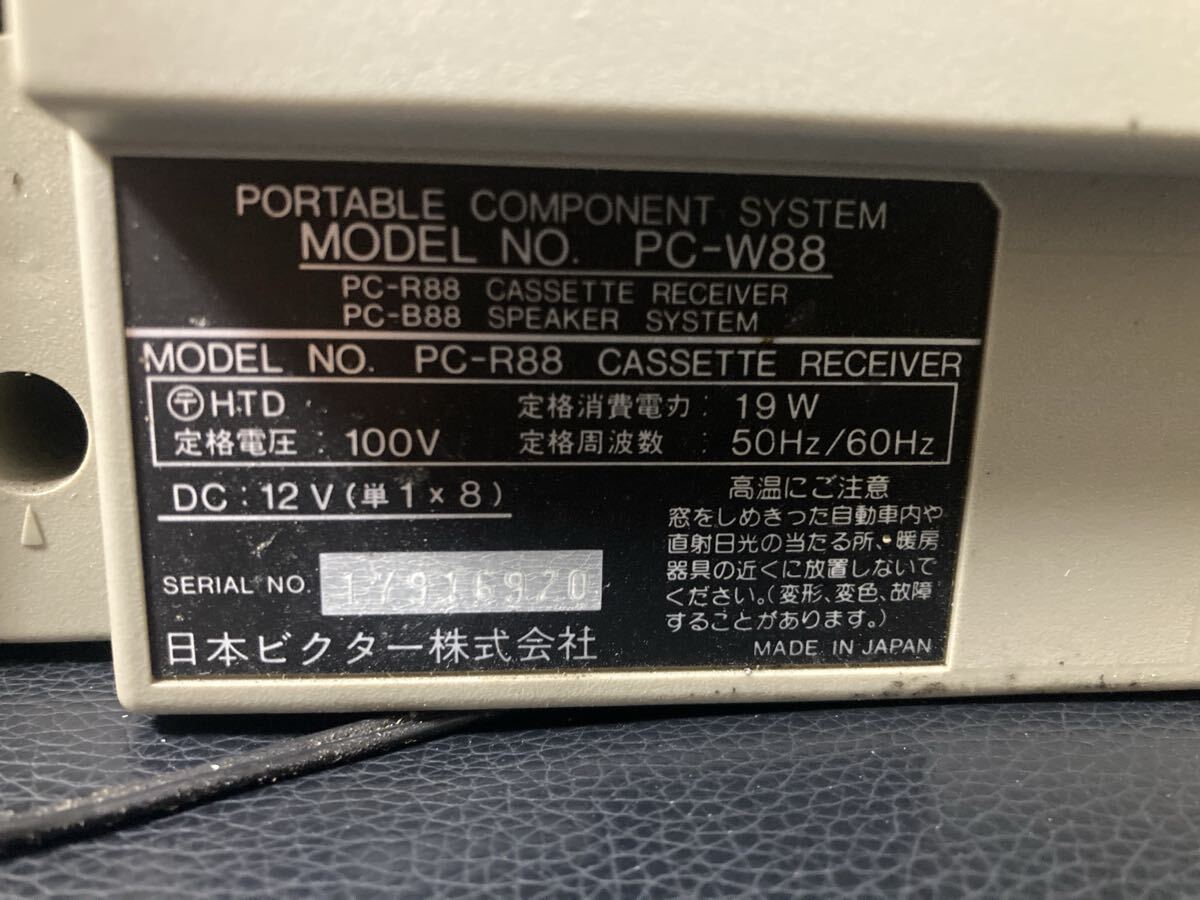 PORTABLE COMPONENT SYSTEM
MODEL NO. PC-W88
PC-R88 CASSETTE RECEIVER
PC-B88 SPEAKER SYSTEM
MODEL NO. PC-R88 CASSETTE RECEIVER
〶HTD 定格消費電力: 19W
定格電圧: 100V 定格周波数: 50Hz/60Hz
DC: 12V(単1×8)
高温にご注意
窓をしめきった自動車内や
直射日光の当たる所、暖房
器具の近くに放置しないで
ください。(変形、変色、故障
することがあります。)
SERIAL NO. 17916920
日本ビクター株式会社
MADE IN JAPAN